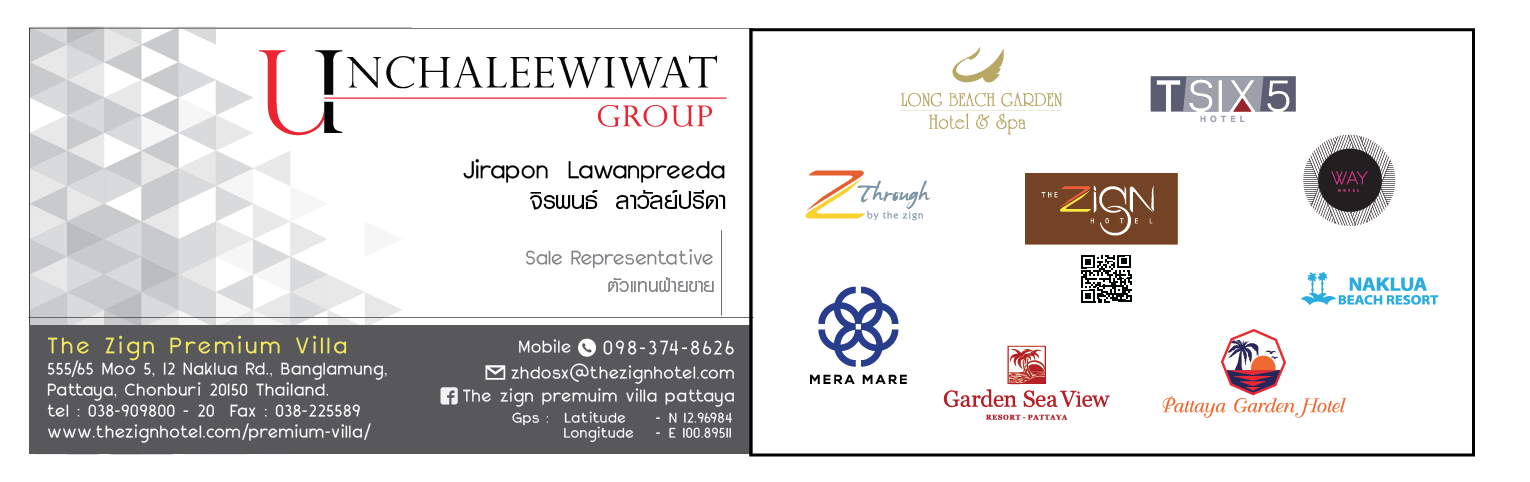 UNCHALEEWIWAT
GROUP
Jirapon Lawanpreeda
จิรพนธ์ ลาวัลย์ปรีดา
Sale Representative
ตัวแทนฝ่ายขาย
The Zign Premium Villa
555/65 Moo 5, 12 Naklua Rd., Banglamung,
Pattaya, Chonburi 20150 Thailand.
tel : 038-909800 - 20 Fax : 038-225589
www.thezignhotel.com/premium-villa/
Mobile 098-374-8626
zhdosx@thezignhotel.com
The zign premuim villa pattaya
Gps : Latitude - N 12.96984
Longitude - E 100.89511
LONG BEACH GARDEN
Hotel & Spa
TSIX5
HOTEL
Z Through
by the zign
THE ZIGN
HOTEL
WAY
HOTEL
NAKLUA
BEACH RESORT
MERA MARE
Garden Sea View
RESORT - PATTAYA
Pattaya Garden Hotel